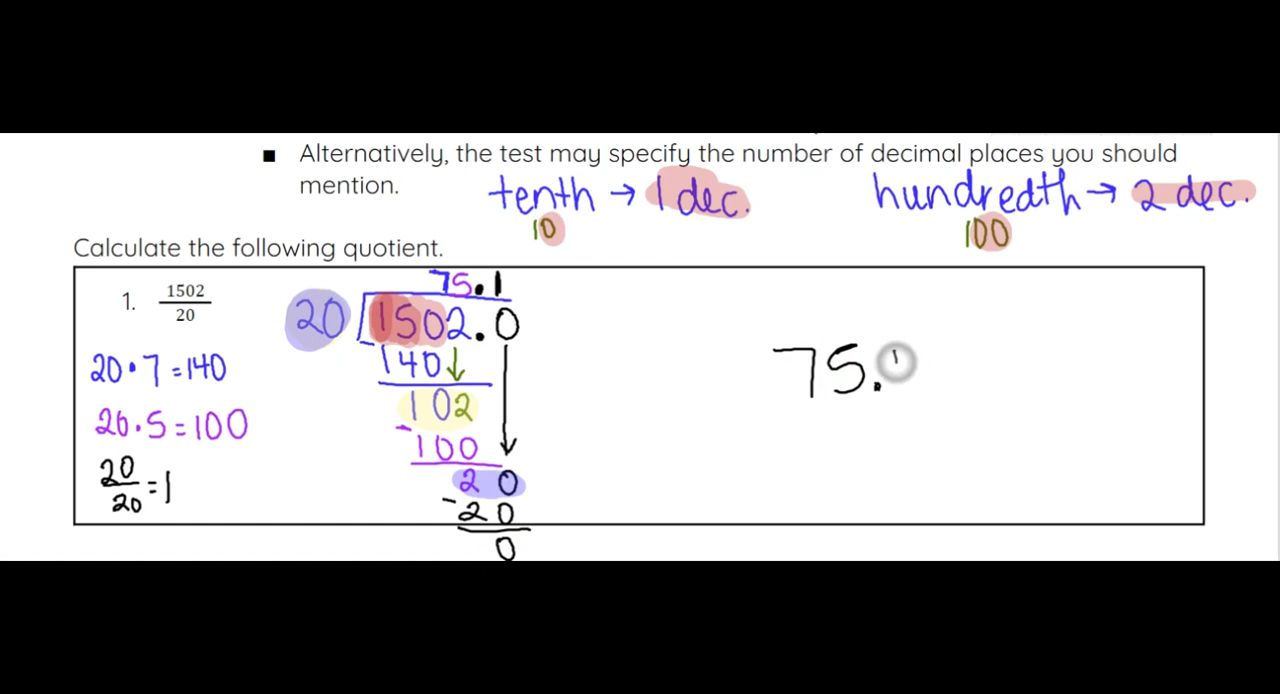 ■ Alternatively, the test may specify the number of decimal places you should
mention.
tenth → 1 dec.
10
hundredth → 2 dec.
100
Calculate the following quotient.
1. 1502
20
20 • 7 = 140
20 • 5 = 100
20
20 = 1
75.1
20 1502.0
- 140
102
- 100
20
- 20
0
75.1